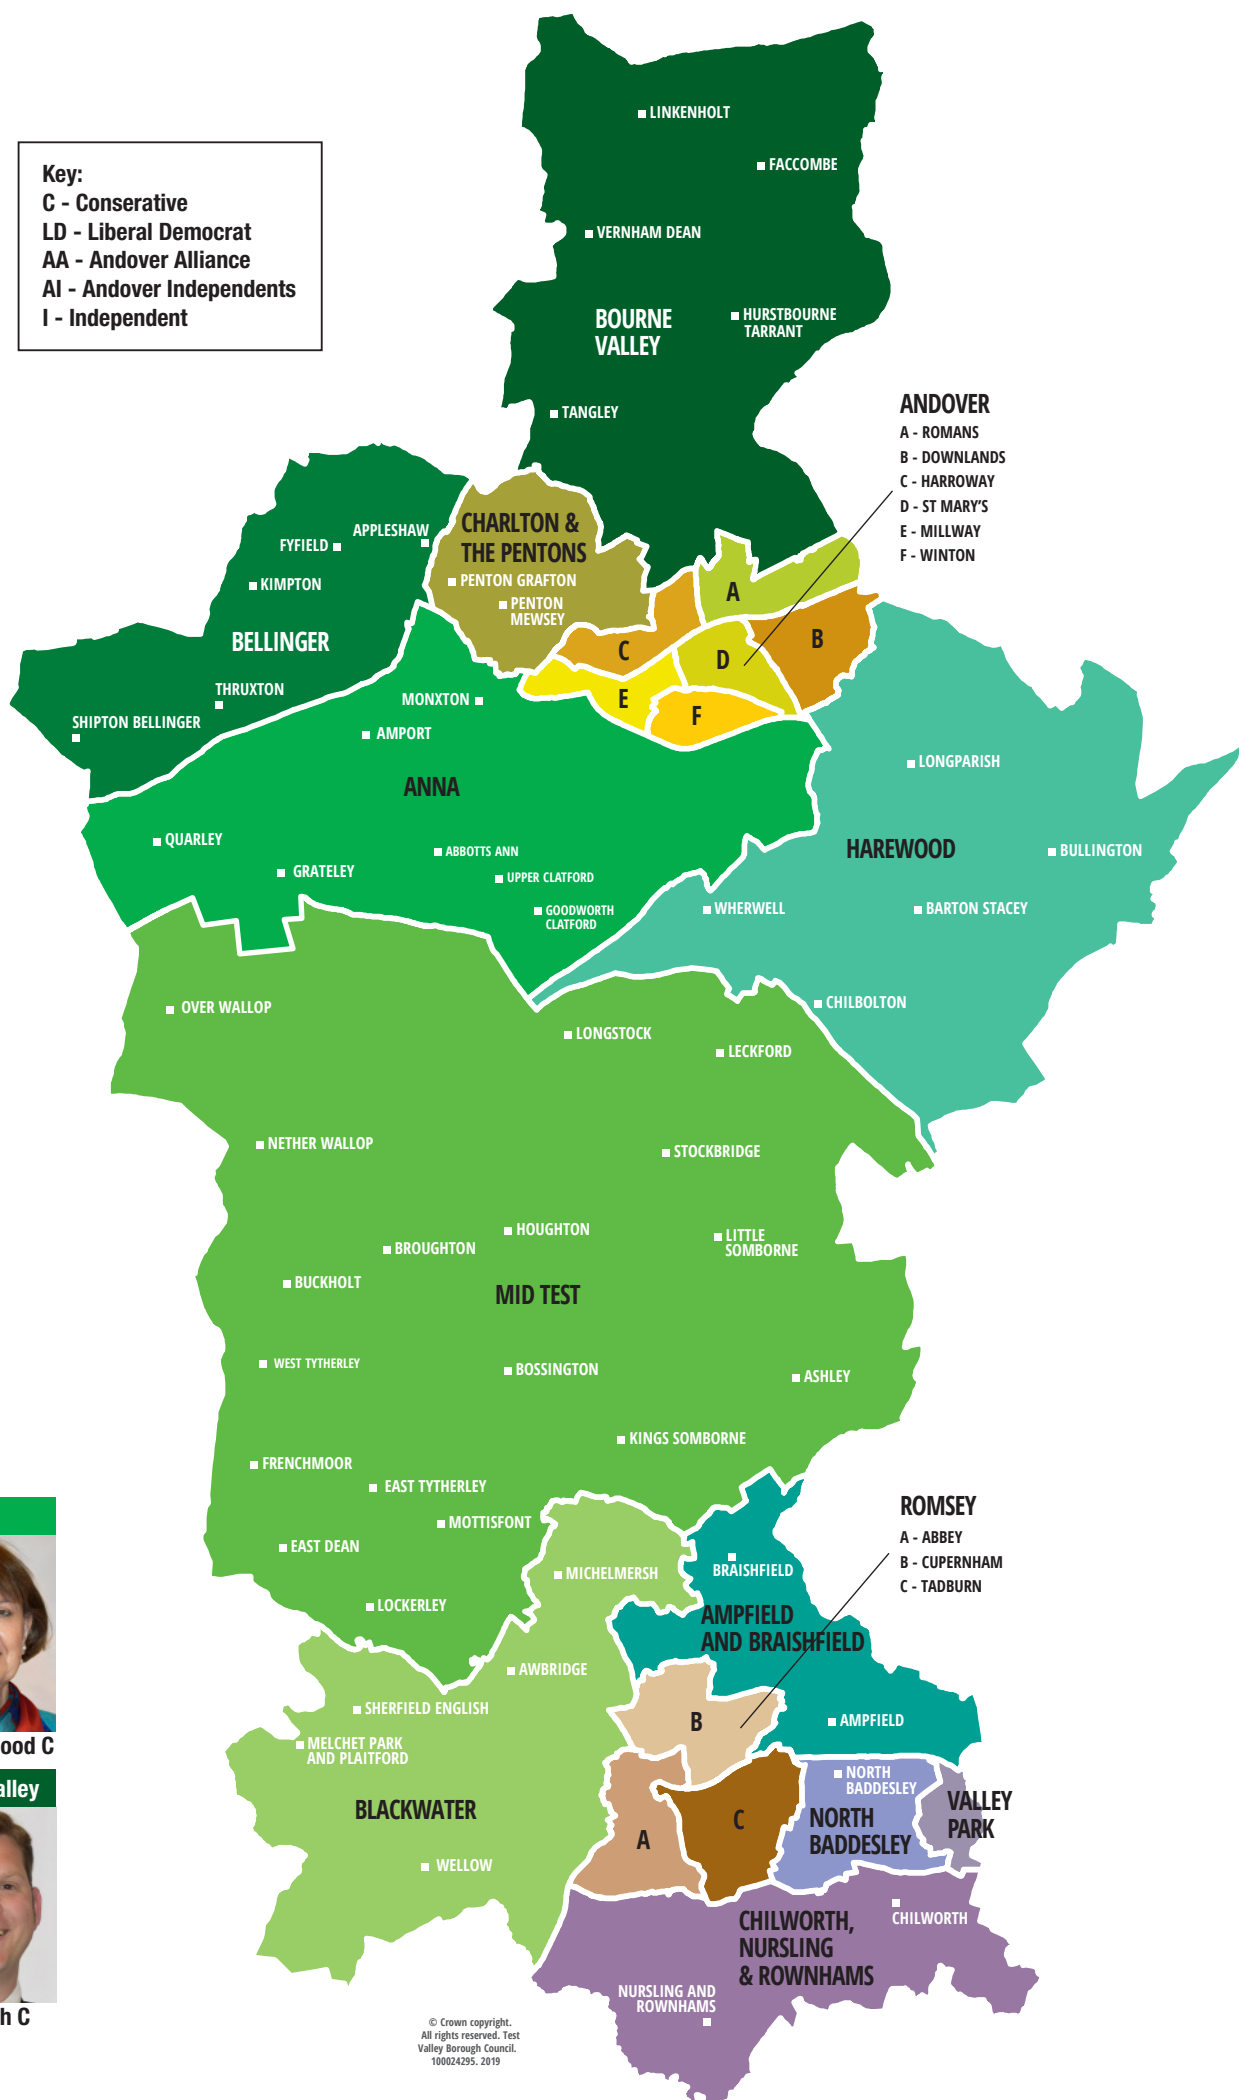 Key:
C - Conserative
LD - Liberal Democrat
AA - Andover Alliance
AI - Andover Independents
I - Independent
LINKENHOLT
FACCOMBE
VERNHAM DEAN
HURSTBOURNE
TARRANT
BOURNE
VALLEY
TANGLEY
ANDOVER
A - ROMANS
B - DOWNLANDS
C - HARROWAY
D - ST MARY'S
E - MILLWAY
F - WINTON
CHARLTON &
THE PENTONS
PENTON GRAFTON
PENTON
MEWSEY
APPLESHAW
FYFIELD
KIMPTON
BELLINGER
THRUXTON
SHIPTON BELLINGER
A
B
C
D
E
F
MONXTON
AMPORT
ANNA
QUARLEY
GRATELEY
ABBOTTS ANN
UPPER CLATFORD
GOODWORTH
CLATFORD
LONGPARISH
HAREWOOD
BULLINGTON
WHERWELL
BARTON STACEY
CHILBOLTON
OVER WALLOP
LONGSTOCK
LECKFORD
NETHER WALLOP
STOCKBRIDGE
HOUGHTON
LITTLE
SOMBORNE
BROUGHTON
BUCKHOLT
MID TEST
WEST TYTHERLEY
BOSSINGTON
ASHLEY
KINGS SOMBORNE
FRENCHMOOR
EAST TYTHERLEY
MOTTISFONT
EAST DEAN
LOCKERLEY
ROMSEY
A - ABBEY
B - CUPERNHAM
C - TADBURN
MICHELMERSH
BRAISHFIELD
AMPFIELD
AND BRAISHFIELD
AWBRIDGE
SHERFIELD ENGLISH
MELCHET PARK
AND PLAITFORD
B
AMPFIELD
ood C
alley
BLACKWATER
A
C
NORTH
BADDESLEY
NORTH
BADDESLEY
VALLEY
PARK
WELLOW
CHILWORTH
CHILWORTH,
NURSLING
& ROWNHAMS
NURSLING AND
ROWNHAMS
h C
© Crown copyright.
All rights reserved. Test
Valley Borough Council.
100024295. 2019